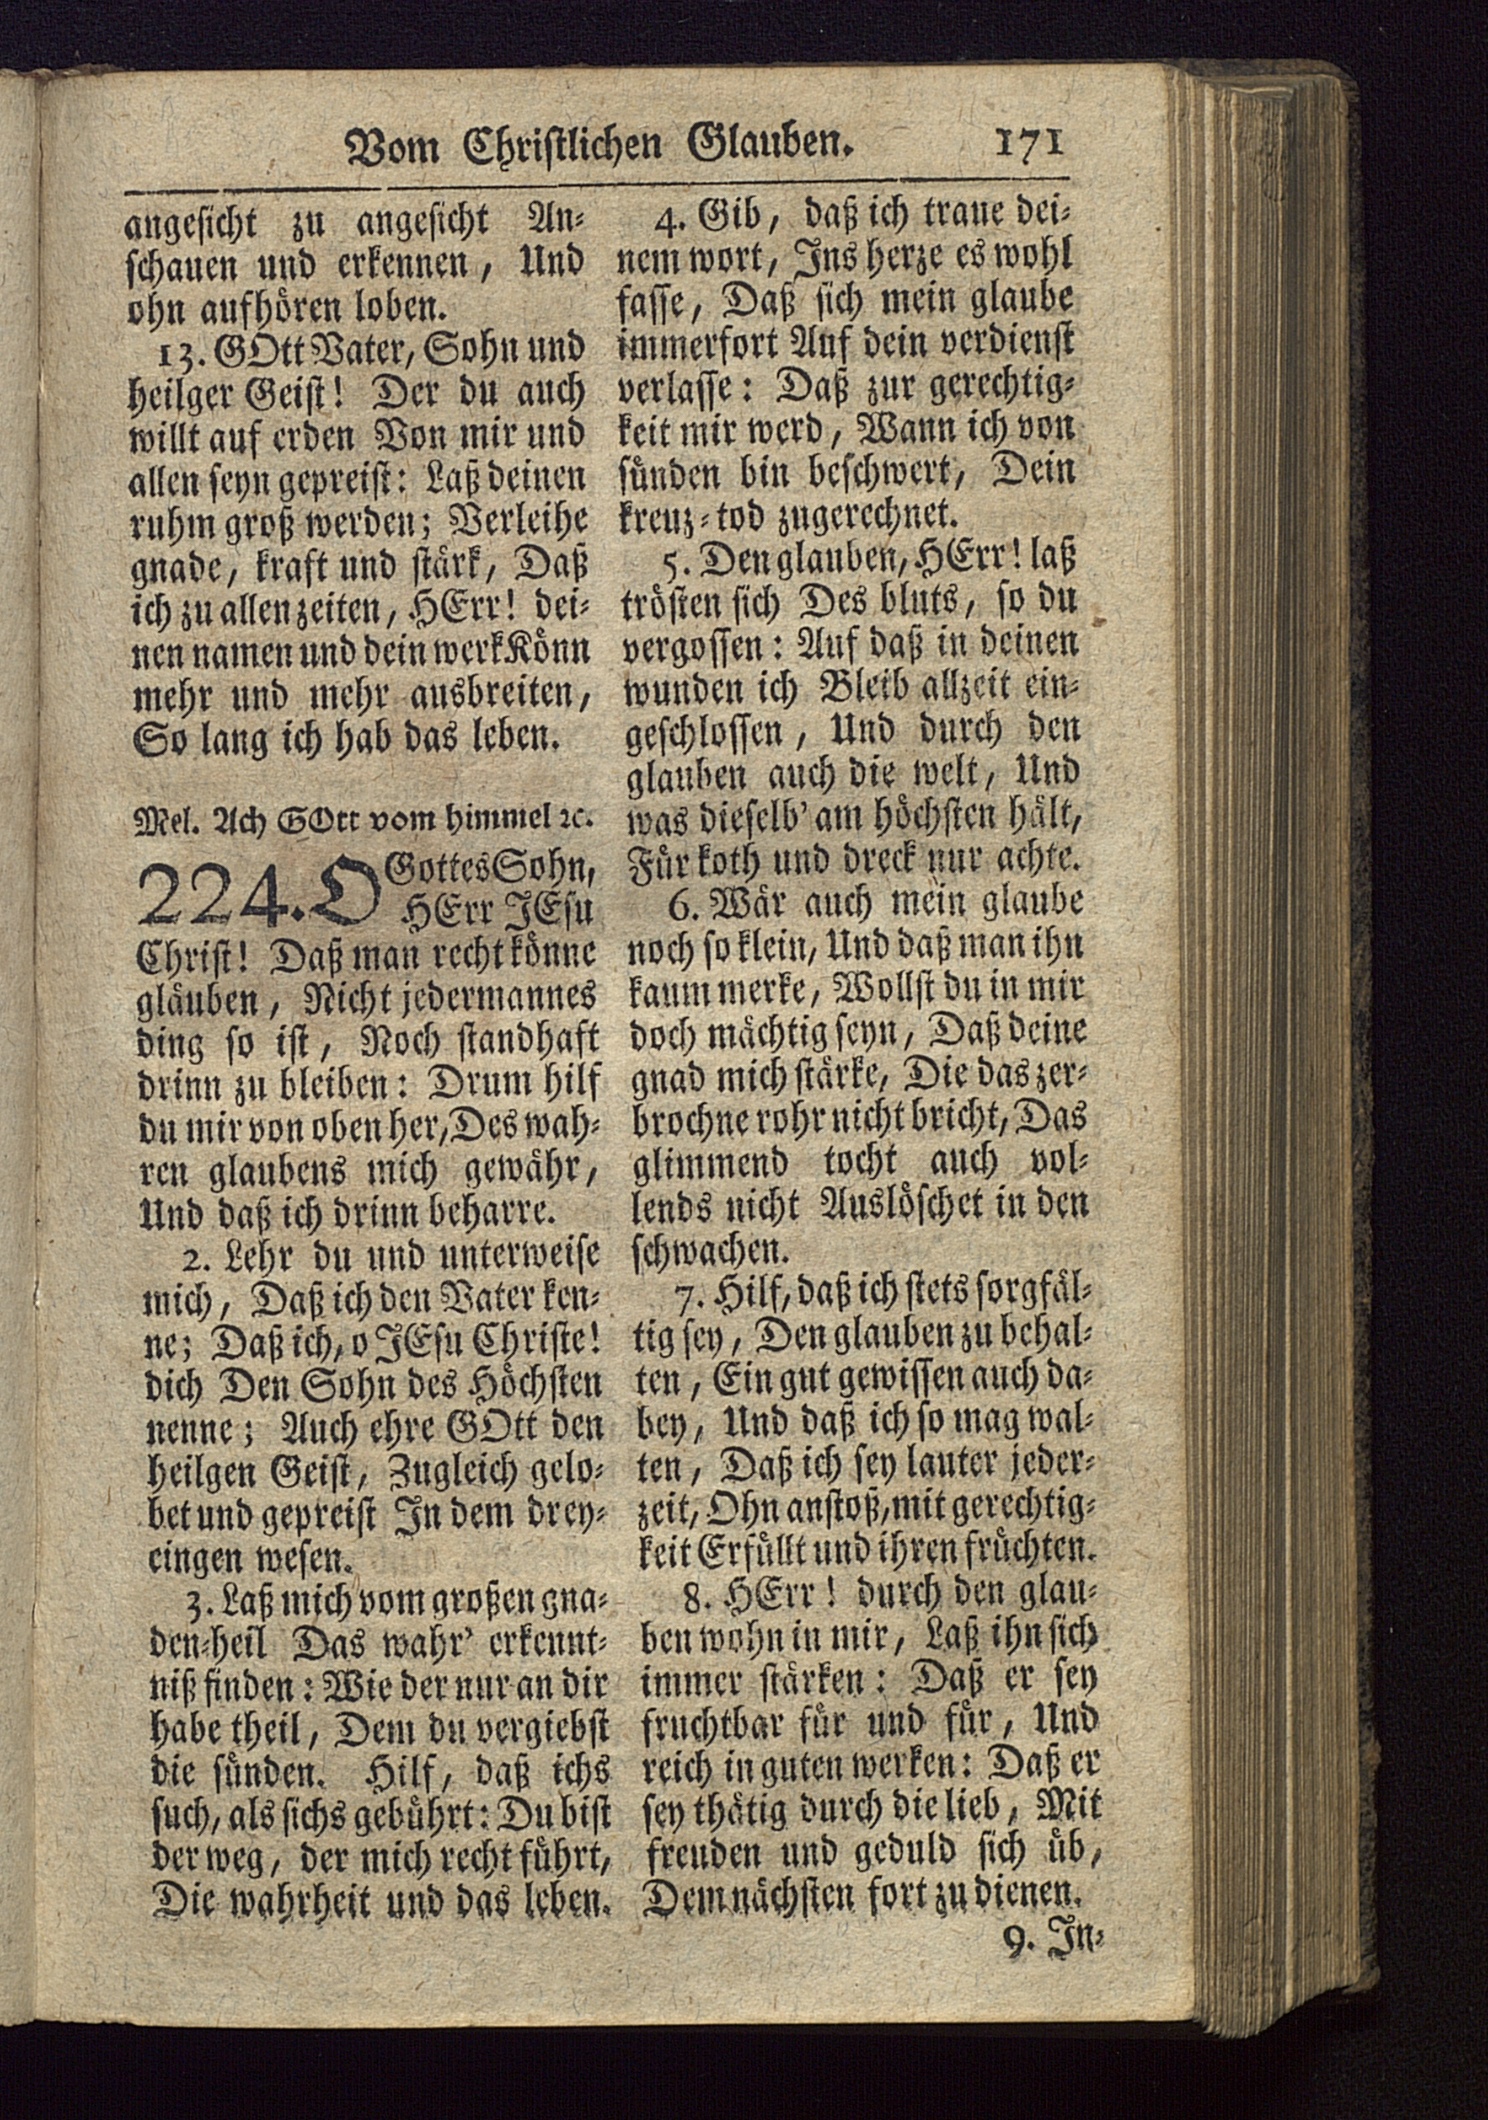 Vom Christlichen Glauben. 171
angesicht zu angesicht An-
schauen und erkennen, Und
ohn aufhören loben.
13. GOtt Vater, Sohn und
heilger Geist! Der du auch
willt auf erden Von mir und
allen seyn gepreist: Laß deinen
ruhm groß werden; Verleihe
gnade, kraft und stärk, Daß
ich zu allen zeiten, HErr! dei-
nen namen und dein werk Könn
mehr und mehr ausbreiten,
So lang ich hab das leben.
Mel. Ach GOtt vom himmel ꝛc.
224. O Gottes Sohn,
HErr JEsu
Christ! Daß man recht könne
gläuben, Nicht jedermannes
ding so ist, Noch standhaft
drinn zu bleiben: Drum hilf
du mir von oben her, Des wah-
ren glaubens mich gewähr,
Und daß ich drinn beharre.
2. Lehr du und unterweise
mich, Daß ich den Vater ken-
ne; Daß ich, o JEsu Christe!
dich Den Sohn des Höchsten
nenne; Auch ehre GOtt den
heilgen Geist, Zugleich gelo-
bet und gepreist In dem drey-
eingen wesen.
3. Laß mich vom großen gna-
den-heil Das wahr' erkennt-
niß finden: Wie der nur an dir
habe theil, Dem du vergiebst
die sünden. Hilf, daß ichs
such, als sichs gebührt: Du bist
der weg, der mich recht führt,
Die wahrheit und das leben.
4. Gib, daß ich traue dei-
nem wort, Ins herze es wohl
fasse, Daß sich mein glaube
immerfort Auf dein verdienst
verlasse: Daß zur gerechtig-
keit mir werd, Wann ich von
sünden bin beschwert, Dein
kreuz-tod zugerechnet.
5. Den glauben, HErr! laß
trösten sich Des bluts, so du
vergossen: Auf daß in deinen
wunden ich Bleib allzeit ein-
geschlossen, Und durch den
glauben auch die welt, Und
was dieselb' am höchsten hält,
Für koth und dreck nur achte.
6. Wär auch mein glaube
noch so klein, Und daß man ihn
kaum merke, Wollst du in mir
doch mächtig seyn, Daß deine
gnad mich stärke, Die das zer-
brochne rohr nicht bricht, Das
glimmend tocht auch vol-
lends nicht Auslöschet in den
schwachen.
7. Hilf, daß ich stets sorgfäl-
tig sey, Den glauben zu behal-
ten, Ein gut gewissen auch da-
bey, Und daß ich so mag wal-
ten, Daß ich sey lauter jeder-
zeit, Ohn anstoß, mit gerechtig-
keit Erfüllt und ihren früchten.
8. HErr! durch den glau-
ben wohn in mir, Laß ihn sich
immer stärken: Daß er sey
fruchtbar für und für, Und
reich in guten werken: Daß er
sey thätig durch die lieb, Mit
freuden und geduld sich üb,
Dem nächsten fort zu dienen.
9. In-